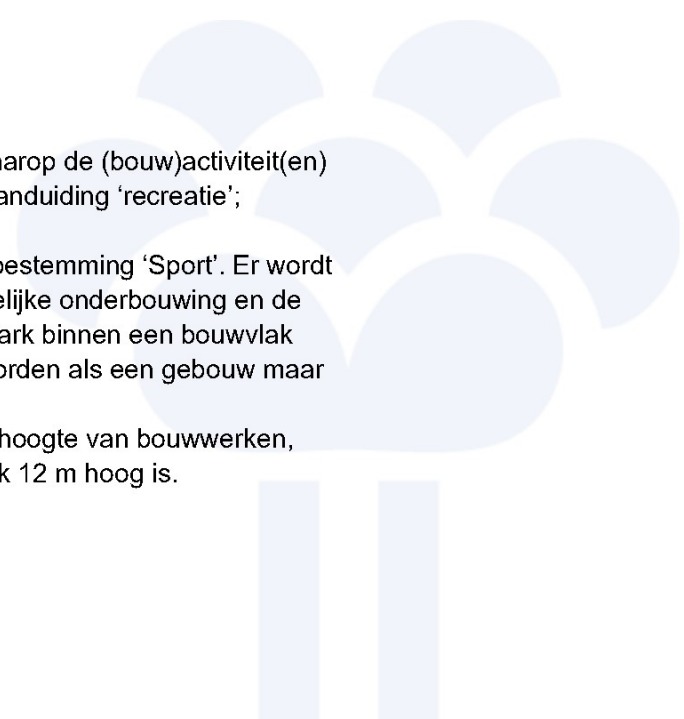 aarop de (bouw)activiteit(en)
anduiding ‘recreatie’;
bestemming ‘Sport’. Er wordt
elijke onderbouwing en de
ark binnen een bouwvlak
orden als een gebouw maar
hoogte van bouwwerken,
k 12 m hoog is.